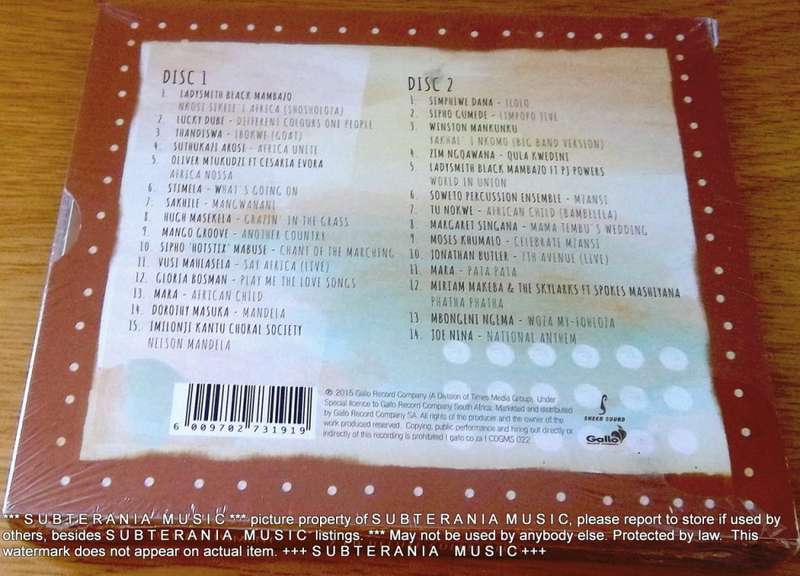 DISC 1
1. LADYSMITH BLACK MAMBAZO
NKOSI SIKELE' I AFRICA (SHOSHOLOZA)
2. LUCKY DUBE - DIFFERENT COLOURS ONE PEOPLE
3. THANDISWA - IBOKWE (GOAT)
4. SUTHUKAZI AROSI - AFRICA UNITE
5. OLIVER MTUKUDZI FT CESARIA EVORA
AFRICA NOSSA
6. STIMELA - WHAT'S GOING ON
7. SAKHILE - MANGWANANI
8. HUGH MASEKELA - GRAZIN' IN THE GRASS
9. MANGO GROOVE - ANOTHER COUNTRY
10. SIPHO 'HOTSTIX' MABUSE - CHANT OF THE MARCHING
11. VUSI MAHLASELA - SAY AFRICA (LIVE)
12. GLORIA BOSMAN - PLAY ME THE LOVE SONGS
13. MARA - AFRICAN CHILD
14. DOROTHY MASUKA - MANDELA
15. IMILONJI KANTU CHORAL SOCIETY
NELSON MANDELA
DISC 2
1. SIMPHIWE DANA - ILOLO
2. SIPHO GUMEDE - LIMPOPO JIVE
3. WINSTON MANKUNKU
YAKHAL' I NKOMO (BIG BAND VERSION)
4. ZIM NGQAWANA - QULA KWEDINI
5. LADYSMITH BLACK MAMBAZO FT PJ POWERS
WORLD IN UNION
6. SOWETO PERCUSSION ENSEMBLE - MZANSI
7. TU NOKWE - AFRICAN CHILD (BAMBELELA)
8. MARGARET SINGANA - MAMA TEMBU'S WEDDING
9. MOSES KHUMALO - CELEBRATE MZANSI
10. JONATHAN BUTLER - 7TH AVENUE (LIVE)
11. MARA - PATA PATA
12. MIRIAM MAKEBA & THE SKYLARKS FT SPOKES MASHIYANA
PHATHA PHATHA
13. MBONGENI NGEMA - WOZA MY-FOHLOZA
14. JOE NINA - NATIONAL ANTHEM
6 009702 731919
℗ 2015 Gallo Record Company (A Division of Times Media Group). Under
Special licence to Gallo Record Company South Africa. Marketed and distributed
by Gallo Record Company SA. All rights of the producer and the owner of the
work produced reserved. Copying, public performance and hiring out directly or
indirectly of this recording is prohibited | gallo.co.za | CDGMS 022
SHEER SOUND
Gallo
*** S U B T E R A N I A M U S I C *** picture property of S U B T E R A N I A M U S I C, please report to store if used by
others, besides S U B T E R A N I A M U S I C listings. *** May not be used by anybody else. Protected by law. This
watermark does not appear on actual item. +++ S U B T E R A N I A M U S I C +++